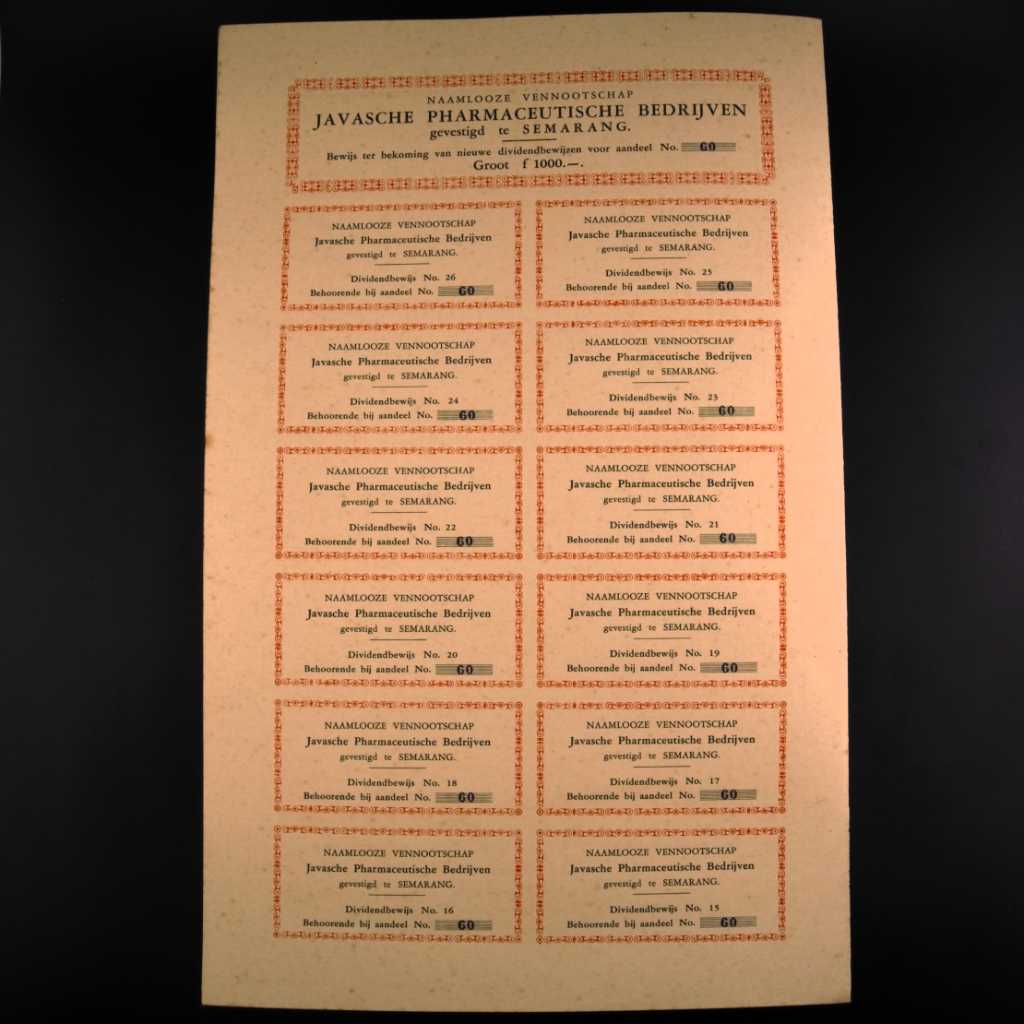 NAAMLOOZE VENNOOTSCHAP
JAVASCHE PHARMACEUTISCHE BEDRIJVEN
gevestigd te SEMARANG.
Bewijs ter bekoming van nieuwe dividendbewijzen voor aandeel No. 60
Groot f 1000.—.
NAAMLOOZE VENNOOTSCHAP
Javasche Pharmaceutische Bedrijven
gevestigd te SEMARANG.
Dividendbewijs No. 26
Behoorende bij aandeel No. 60
NAAMLOOZE VENNOOTSCHAP
Javasche Pharmaceutische Bedrijven
gevestigd te SEMARANG.
Dividendbewijs No. 25
Behoorende bij aandeel No. 60
NAAMLOOZE VENNOOTSCHAP
Javasche Pharmaceutische Bedrijven
gevestigd te SEMARANG.
Dividendbewijs No. 24
Behoorende bij aandeel No. 60
NAAMLOOZE VENNOOTSCHAP
Javasche Pharmaceutische Bedrijven
gevestigd te SEMARANG.
Dividendbewijs No. 23
Behoorende bij aandeel No. 60
NAAMLOOZE VENNOOTSCHAP
Javasche Pharmaceutische Bedrijven
gevestigd te SEMARANG.
Dividendbewijs No. 22
Behoorende bij aandeel No. 60
NAAMLOOZE VENNOOTSCHAP
Javasche Pharmaceutische Bedrijven
gevestigd te SEMARANG.
Dividendbewijs No. 21
Behoorende bij aandeel No. 60
NAAMLOOZE VENNOOTSCHAP
Javasche Pharmaceutische Bedrijven
gevestigd te SEMARANG.
Dividendbewijs No. 20
Behoorende bij aandeel No. 60
NAAMLOOZE VENNOOTSCHAP
Javasche Pharmaceutische Bedrijven
gevestigd te SEMARANG.
Dividendbewijs No. 19
Behoorende bij aandeel No. 60
NAAMLOOZE VENNOOTSCHAP
Javasche Pharmaceutische Bedrijven
gevestigd te SEMARANG.
Dividendbewijs No. 18
Behoorende bij aandeel No. 60
NAAMLOOZE VENNOOTSCHAP
Javasche Pharmaceutische Bedrijven
gevestigd te SEMARANG.
Dividendbewijs No. 17
Behoorende bij aandeel No. 60
NAAMLOOZE VENNOOTSCHAP
Javasche Pharmaceutische Bedrijven
gevestigd te SEMARANG.
Dividendbewijs No. 16
Behoorende bij aandeel No. 60
NAAMLOOZE VENNOOTSCHAP
Javasche Pharmaceutische Bedrijven
gevestigd te SEMARANG.
Dividendbewijs No. 15
Behoorende bij aandeel No. 60